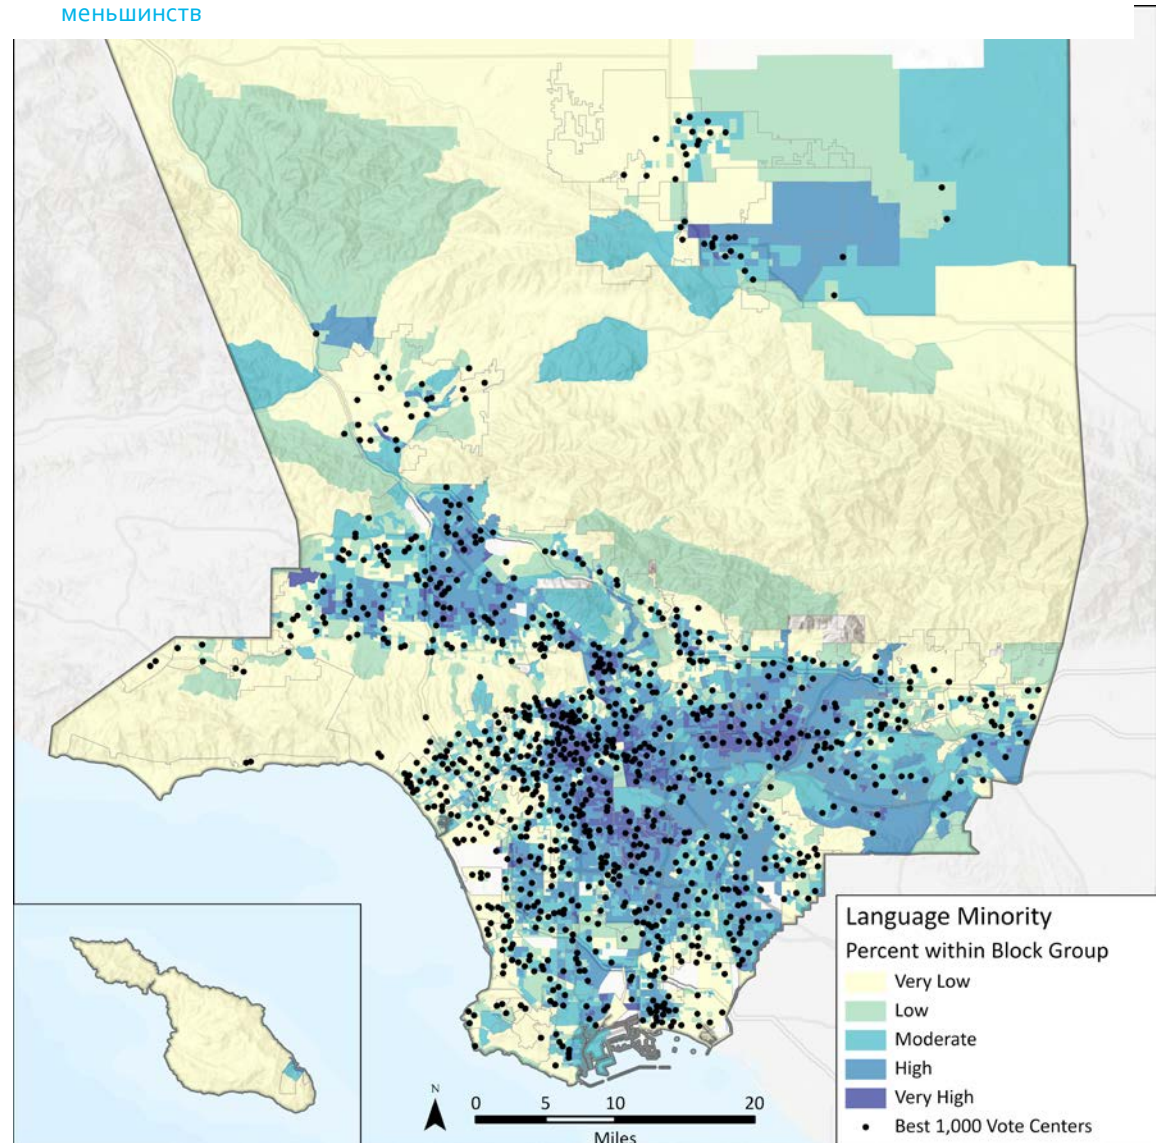 меньшинств
Language Minority
Percent within Block Group
Very Low
Low
Moderate
High
Very High
Best 1,000 Vote Centers
N
0 5 10 20
Miles